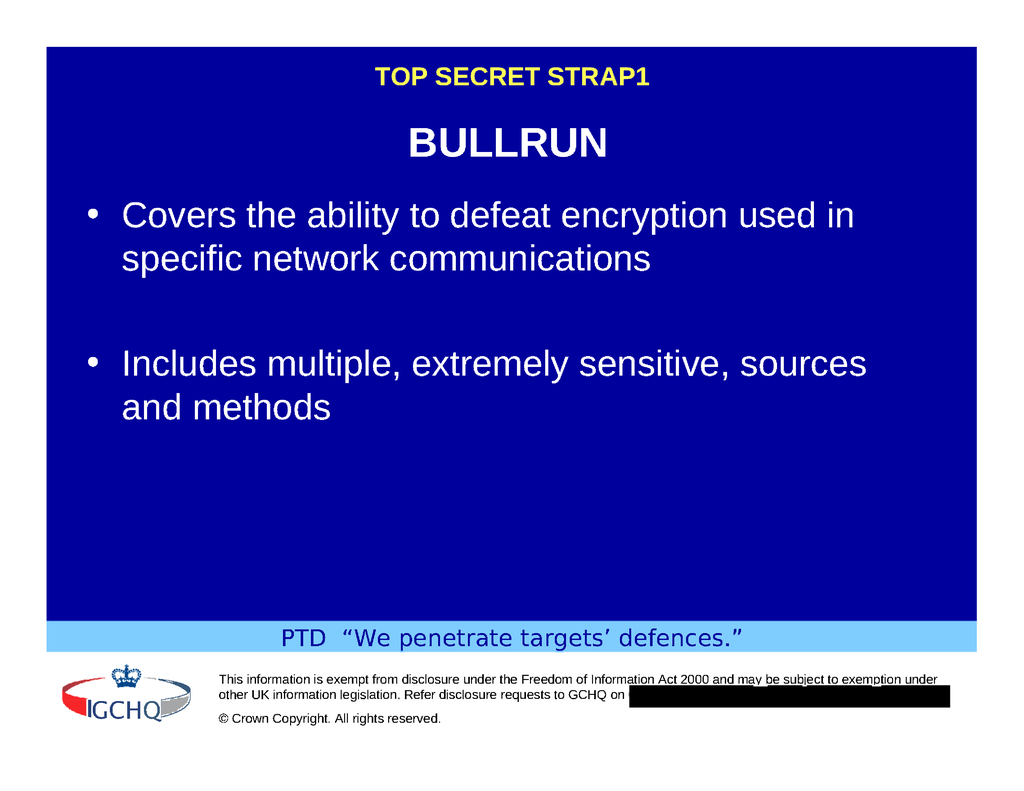 TOP SECRET STRAP1
BULLRUN
• Covers the ability to defeat encryption used in
specific network communications
• Includes multiple, extremely sensitive, sources
and methods
PTD “We penetrate targets’ defences.”
GCHQ
This information is exempt from disclosure under the Freedom of Information Act 2000 and may be subject to exemption under
other UK information legislation. Refer disclosure requests to GCHQ on
© Crown Copyright. All rights reserved.